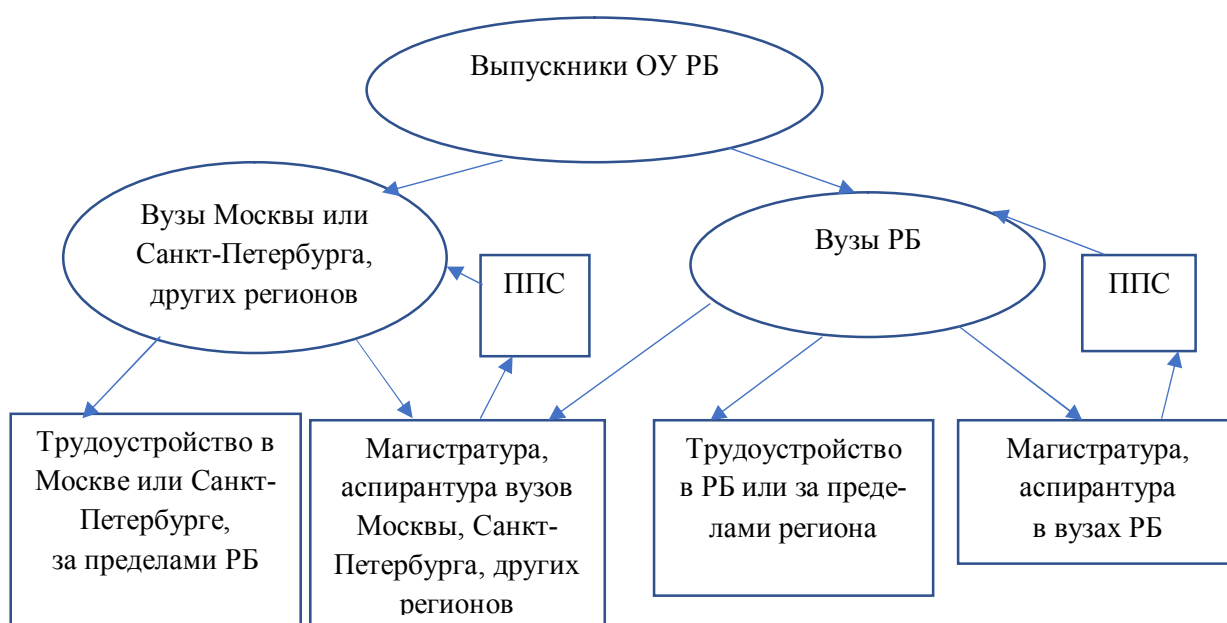 Выпускники ОУ РБ
Вузы Москвы или
Санкт-Петербурга,
других регионов
ППС
Вузы РБ
ППС
Трудоустройство в
Москве или Санкт-
Петербурге,
за пределами РБ
Магистратура,
аспирантура вузов
Москвы, Санкт-
Петербурга, других
регионов
Трудоустройство
в РБ или за преде-
лами региона
Магистратура,
аспирантура
в вузах РБ